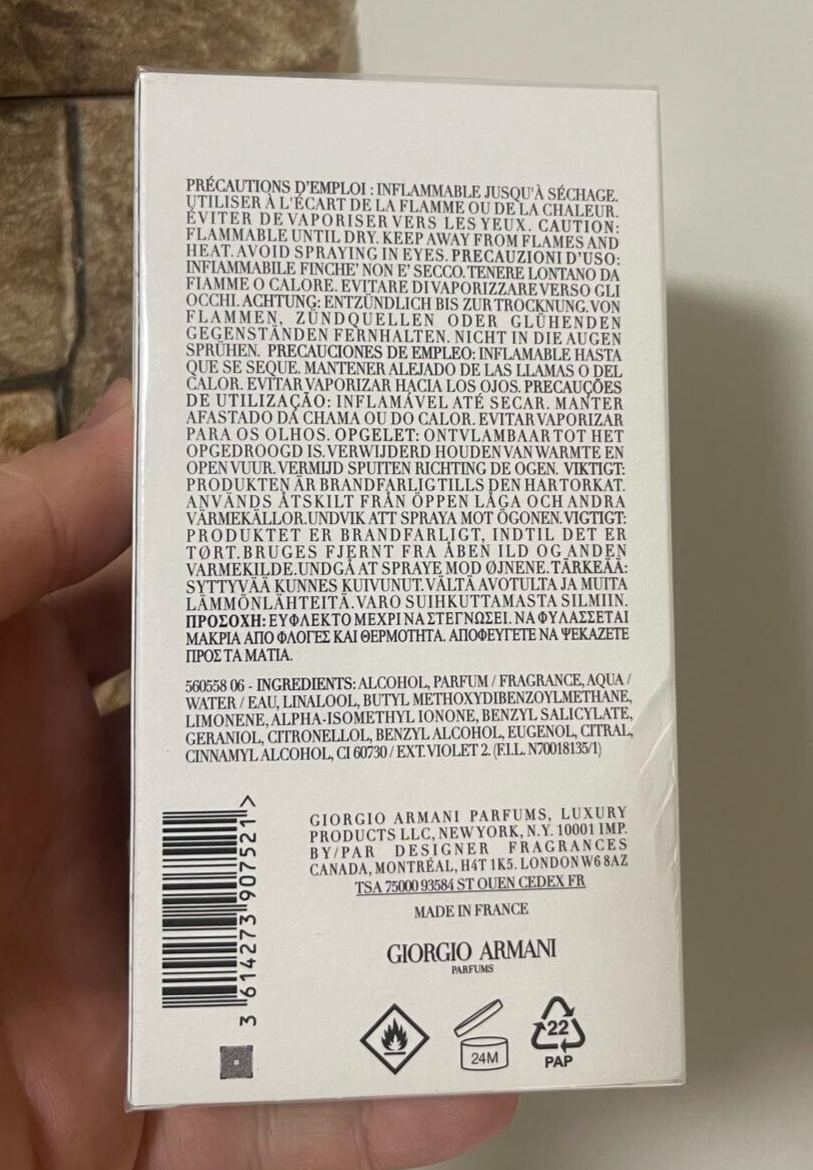 PRÉCAUTIONS D'EMPLOI : INFLAMMABLE JUSQU'À SÉCHAGE.
UTILISER À L'ÉCART DE LA FLAMME OU DE LA CHALEUR.
ÉVITER DE VAPORISER VERS LES YEUX. CAUTION:
FLAMMABLE UNTIL DRY. KEEP AWAY FROM FLAMES AND
HEAT. AVOID SPRAYING IN EYES. PRECAUZIONI D'USO:
INFIAMMABILE FINCHE' NON E' SECCO. TENERE LONTANO DA
FIAMME O CALORE. EVITARE DI VAPORIZZARE VERSO GLI
OCCHI. ACHTUNG: ENTZÜNDLICH BIS ZUR TROCKNUNG. VON
FLAMMEN, ZÜNDQUELLEN ODER GLÜHENDEN
GEGENSTÄNDEN FERNHALTEN. NICHT IN DIE AUGEN
SPRÜHEN. PRECAUCIONES DE EMPLEO: INFLAMABLE HASTA
QUE SE SEQUE. MANTENER ALEJADO DE LAS LLAMAS O DEL
CALOR. EVITAR VAPORIZAR HACIA LOS OJOS. PRECAUÇÕES
DE UTILIZAÇÃO: INFLAMÁVEL ATÉ SECAR. MANTER
AFASTADO DA CHAMA OU DO CALOR. EVITAR VAPORIZAR
PARA OS OLHOS. OPGELET: ONTVLAMBAAR TOT HET
OPGEDROOGD IS. VERWIJDERD HOUDEN VAN WARMTE EN
OPEN VUUR. VERMIJD SPUITEN RICHTING DE OGEN. VIKTIGT:
PRODUKTEN ÄR BRANDFARLIG TILLS DEN HAR TORKAT.
ANVÄNDS ÅTSKILT FRÅN ÖPPEN LÅGA OCH ANDRA
VÄRMEKÄLLOR. UNDVIK ATT SPRAYA MOT ÖGONEN. VIGTIGT:
PRODUKTET ER BRANDFARLIGT, INDTIL DET ER
TØRT. BRUGES FJERNT FRA ÅBEN ILD OG ANDEN
VARMEKILDE. UNDGÅ AT SPRAYE MOD ØJNENE. TÄRKEÄÄ:
SYTTYVÄÄ KUNNES KUIVUNUT. VÄLTÄ AVOTULTA JA MUITA
LÄMMÖNLÄHTEITÄ. VARO SUIHKUTTAMASTA SILMIIN.
ΠΡΟΣΟΧΗ: ΕΥΦΛΕΚΤΟ ΜΕΧΡΙ ΝΑ ΣΤΕΓΝΩΣΕΙ. ΝΑ ΦΥΛΑΣΣΕΤΑΙ
ΜΑΚΡΙΑ ΑΠΟ ΦΛΟΓΕΣ ΚΑΙ ΘΕΡΜΟΤΗΤΑ. ΑΠΟΦΕΥΓΕΤΕ ΝΑ ΨΕΚΑΖΕΤΕ
ΠΡΟΣ ΤΑ ΜΑΤΙΑ.
560558 06 - INGREDIENTS: ALCOHOL, PARFUM / FRAGRANCE, AQUA /
WATER / EAU, LINALOOL, BUTYL METHOXYDIBENZOYLMETHANE,
LIMONENE, ALPHA-ISOMETHYL IONONE, BENZYL SALICYLATE,
GERANIOL, CITRONELLOL, BENZYL ALCOHOL, EUGENOL, CITRAL,
CINNAMYL ALCOHOL, CI 60730 / EXT. VIOLET 2. (F.I.L. N70018135/1)
GIORGIO ARMANI PARFUMS, LUXURY
PRODUCTS LLC, NEW YORK, N.Y. 10001 IMP.
BY/PAR DESIGNER FRAGRANCES
CANADA, MONTRÉAL, H4T 1K5. LONDON W6 8AZ
TSA 75000 93584 ST OUEN CEDEX FR
MADE IN FRANCE
GIORGIO ARMANI
PARFUMS
3 614273 907521 >
24M
22
PAP